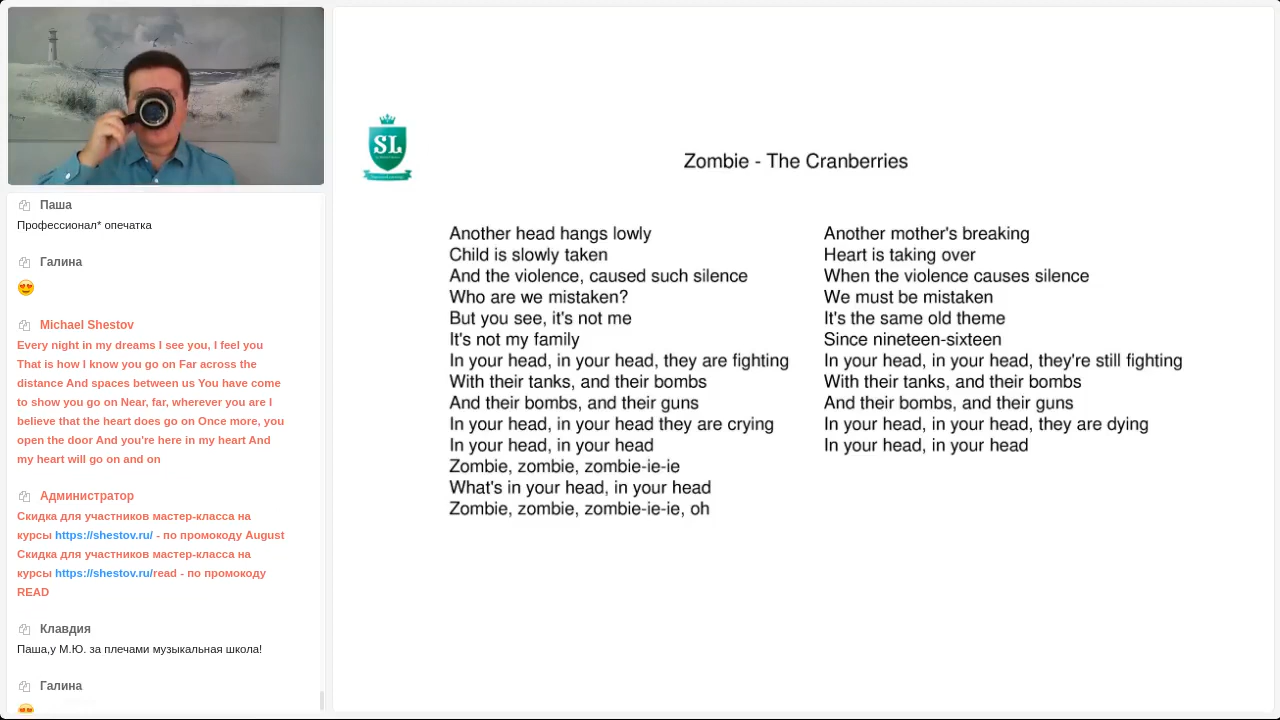 Паша
Профессионал* опечатка
Галина
Michael Shestov
Every night in my dreams I see you, I feel you
That is how I know you go on Far across the
distance And spaces between us You have come
to show you go on Near, far, wherever you are I
believe that the heart does go on Once more, you
open the door And you're here in my heart And
my heart will go on and on
Администратор
Скидка для участников мастер-класса на
курсы https://shestov.ru/ - по промокоду August
Скидка для участников мастер-класса на
курсы https://shestov.ru/read - по промокоду
READ
Клавдия
Паша,у М.Ю. за плечами музыкальная школа!
Галина
SL
Zombie - The Cranberries
Another head hangs lowly
Child is slowly taken
And the violence, caused such silence
Who are we mistaken?
But you see, it's not me
It's not my family
In your head, in your head, they are fighting
With their tanks, and their bombs
And their bombs, and their guns
In your head, in your head they are crying
In your head, in your head
Zombie, zombie, zombie-ie-ie
What's in your head, in your head
Zombie, zombie, zombie-ie-ie, oh
Another mother's breaking
Heart is taking over
When the violence causes silence
We must be mistaken
It's the same old theme
Since nineteen-sixteen
In your head, in your head, they're still fighting
With their tanks, and their bombs
And their bombs, and their guns
In your head, in your head, they are dying
In your head, in your head